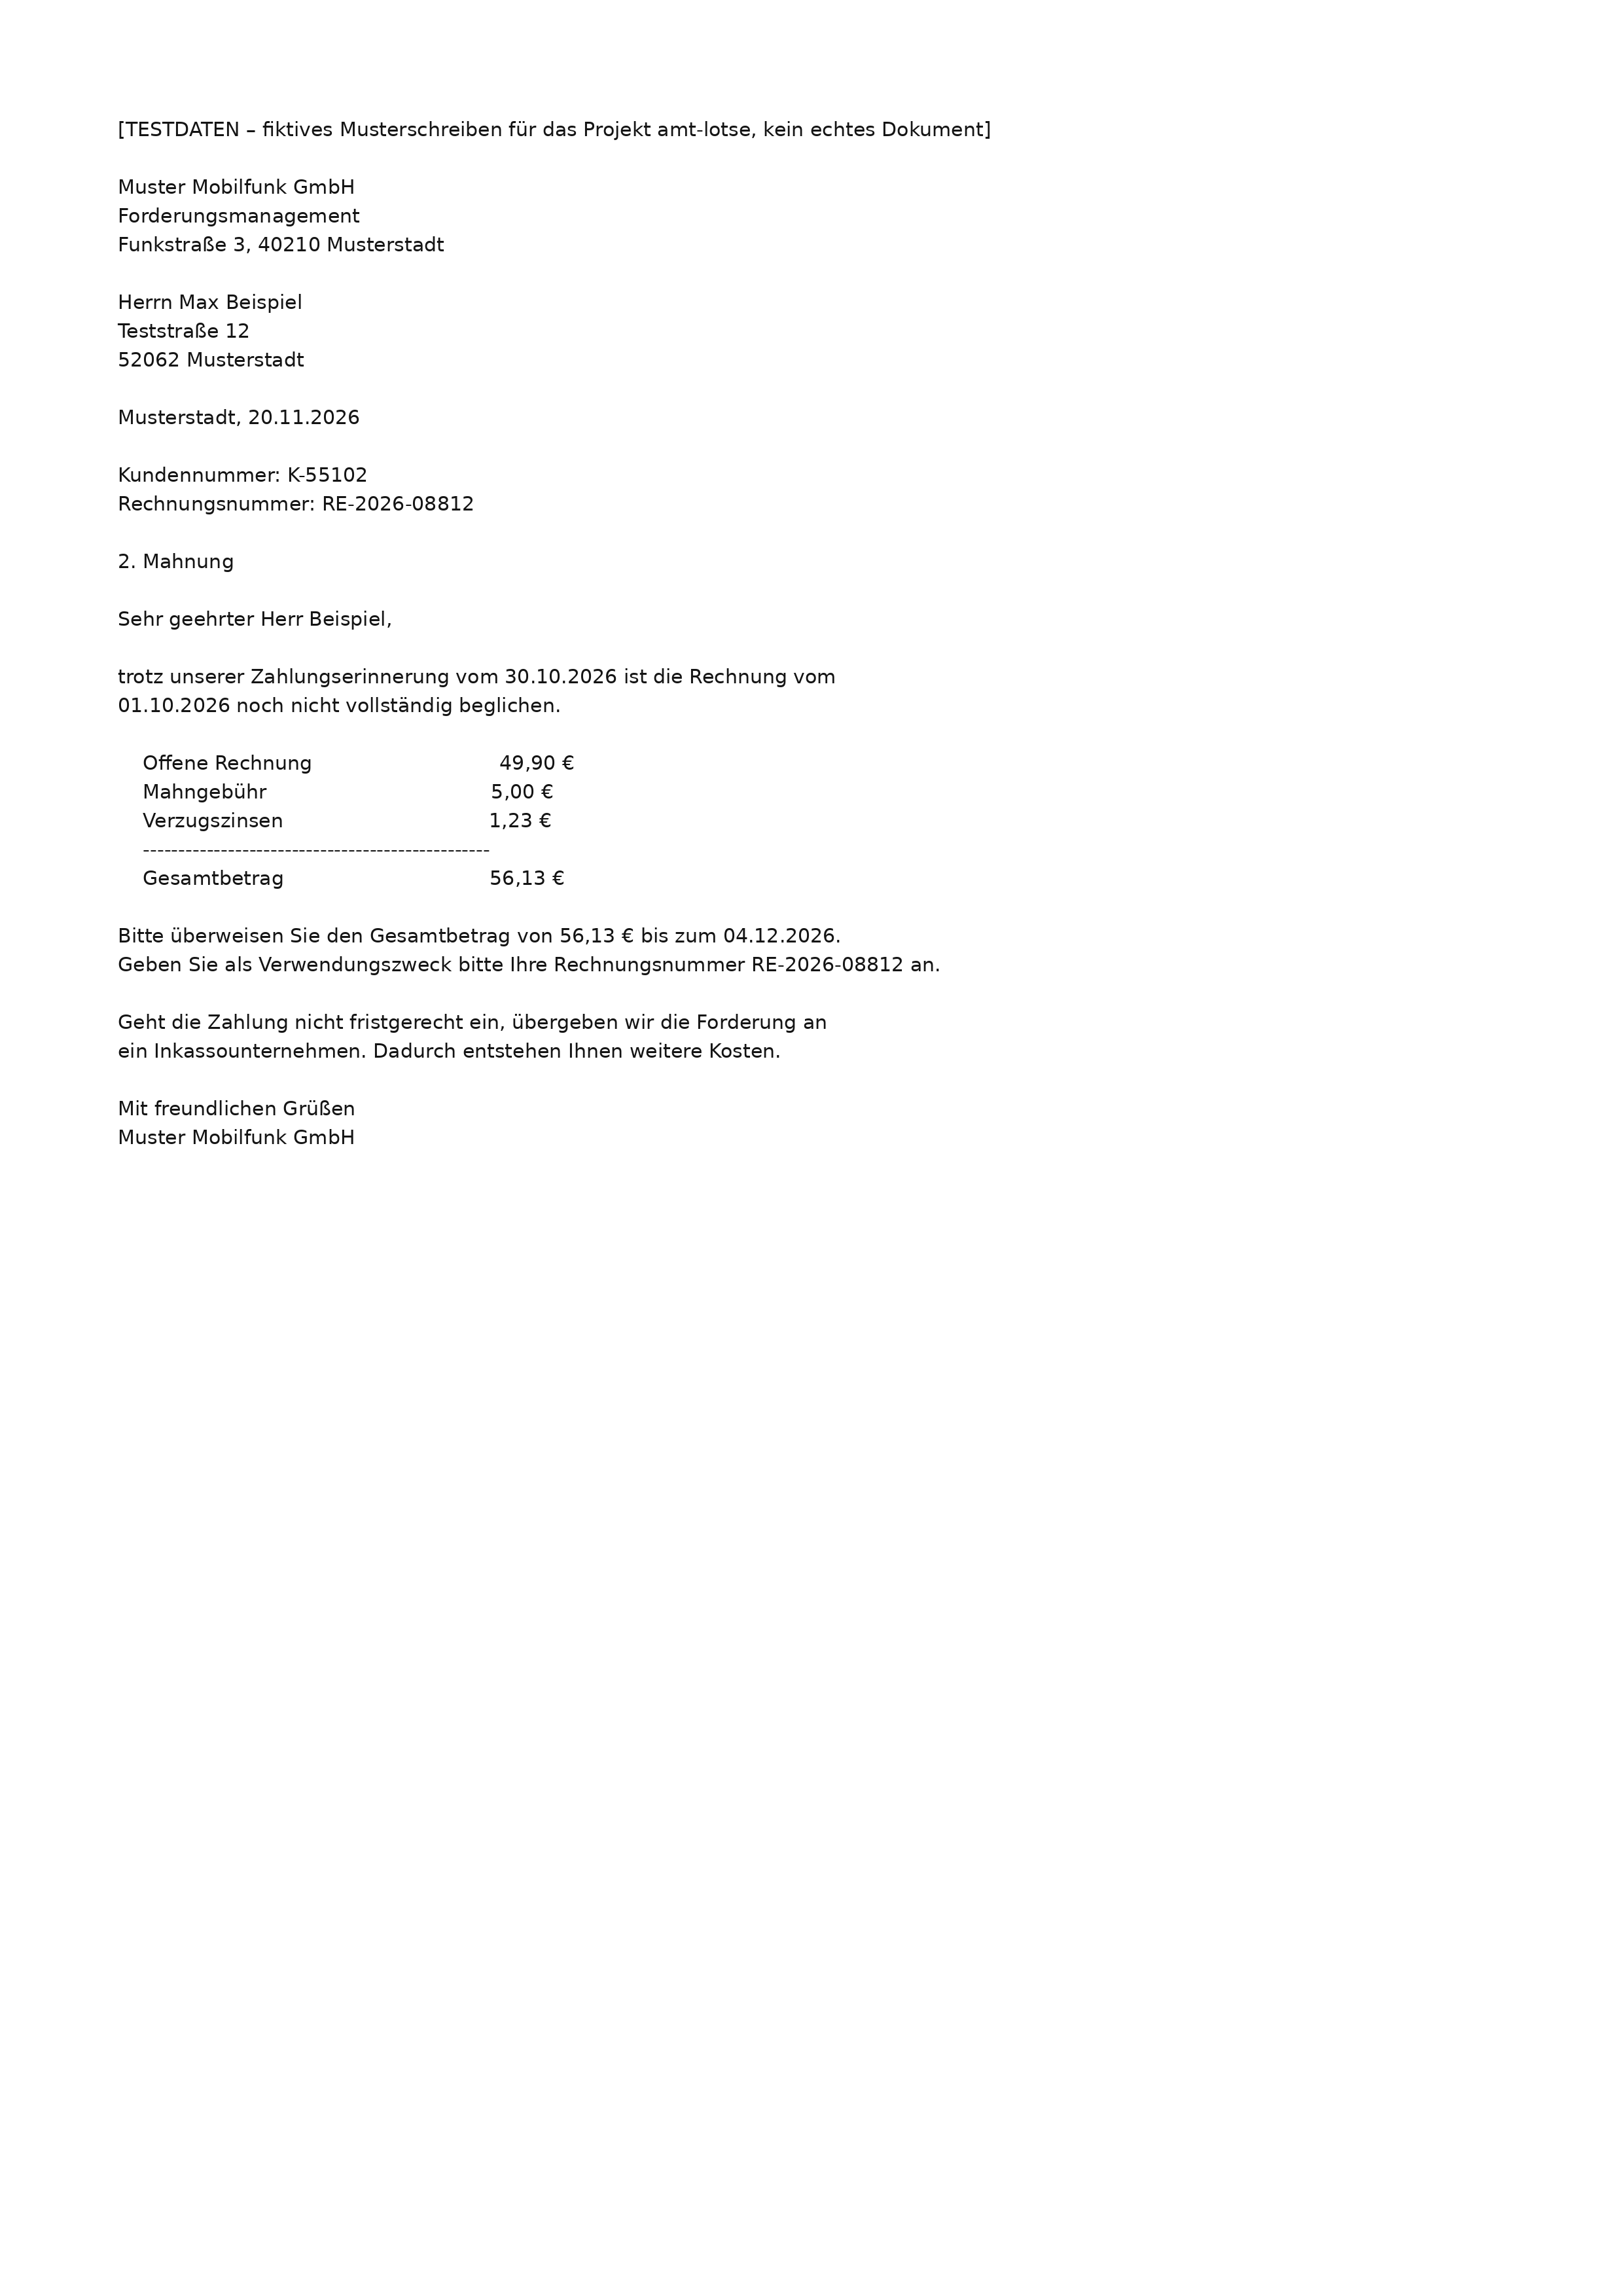 [TESTDATEN – fiktives Musterschreiben für das Projekt amt-lotse, kein echtes Dokument]

Muster Mobilfunk GmbH
Forderungsmanagement
Funkstraße 3, 40210 Musterstadt

Herrn Max Beispiel
Teststraße 12
52062 Musterstadt

Musterstadt, 20.11.2026

Kundennummer: K-55102
Rechnungsnummer: RE-2026-08812

2. Mahnung

Sehr geehrter Herr Beispiel,

trotz unserer Zahlungserinnerung vom 30.10.2026 ist die Rechnung vom
01.10.2026 noch nicht vollständig beglichen.

Offene Rechnung 49,90 €
Mahngebühr 5,00 €
Verzugszinsen 1,23 €
-------------------------------------------------
Gesamtbetrag 56,13 €

Bitte überweisen Sie den Gesamtbetrag von 56,13 € bis zum 04.12.2026.
Geben Sie als Verwendungszweck bitte Ihre Rechnungsnummer RE-2026-08812 an.

Geht die Zahlung nicht fristgerecht ein, übergeben wir die Forderung an
ein Inkassounternehmen. Dadurch entstehen Ihnen weitere Kosten.

Mit freundlichen Grüßen
Muster Mobilfunk GmbH